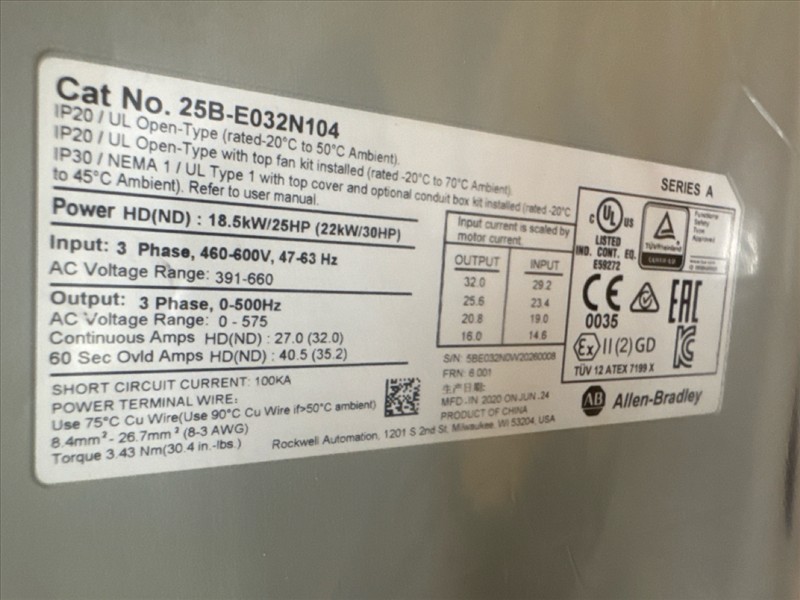 Cat No. 25B-E032N104
SERIES A
IP20 / UL Open-Type (rated-20°C to 50°C Ambient).
IP20 / UL Open-Type with top fan kit installed (rated -20°C to 70°C Ambient).
IP30 / NEMA 1 / UL Type 1 with top cover and optional conduit box kit installed (rated -20°C
to 45°C Ambient). Refer to user manual.
Power HD(ND) : 18.5kW/25HP (22kW/30HP)
Input: 3 Phase, 460-600V, 47-63 Hz
AC Voltage Range: 391-660
Output: 3 Phase, 0-500Hz
AC Voltage Range: 0 - 575
Continuous Amps HD(ND) : 27.0 (32.0)
60 Sec Ovld Amps HD(ND) : 40.5 (35.2)
SHORT CIRCUIT CURRENT: 100KA
POWER TERMINAL WIRE:
Use 75°C Cu Wire(Use 90°C Cu Wire if>50°C ambient)
8.4mm² - 26.7mm² (8-3 AWG)
Torque 3.43 Nm(30.4 in.-lbs.)
Input current is scaled by
motor current.
OUTPUT INPUT
32.0 29.2
25.6 23.4
20.8 19.0
16.0 14.6
S/N: 5BE032N0W20260008
FRN: 6.001
生产日期:
MFD-IN 2020 ON JUN .24
PRODUCT OF CHINA
Rockwell Automation, 1201 S 2nd St. Milwaukee, WI 53204, USA
C UL US
LISTED
IND. CONT. EQ.
E59272
TÜVRheinland
Functional
Safety
Type
Approved
CE
0035
EAC
Ex II (2) GD
TÜV 12 ATEX 7199 X
AB Allen-Bradley